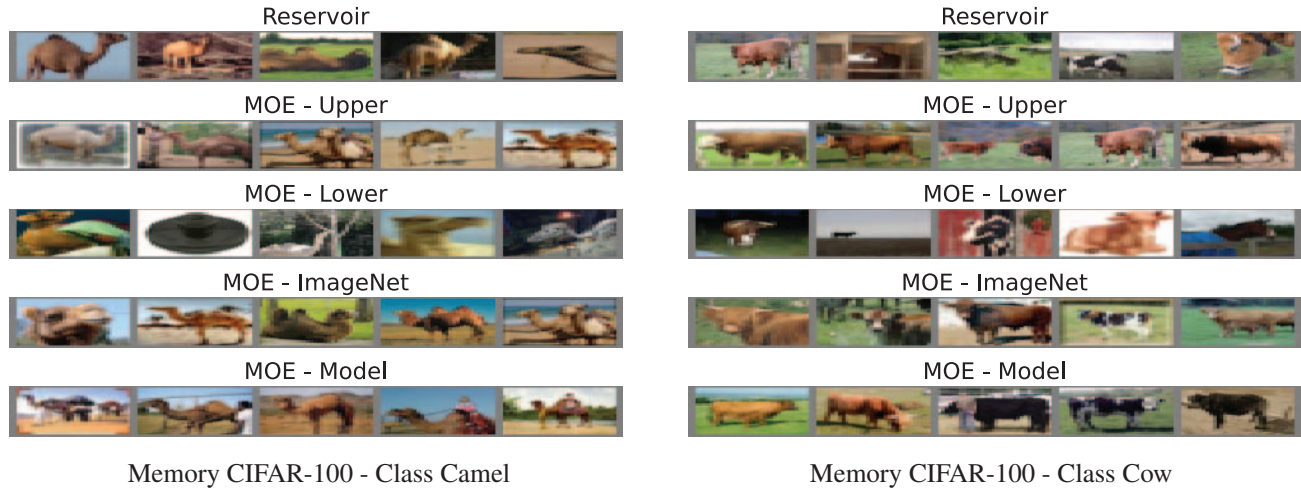 Reservoir
MOE - Upper
MOE - Lower
MOE - ImageNet
MOE - Model
Memory CIFAR-100 - Class Camel
Reservoir
MOE - Upper
MOE - Lower
MOE - ImageNet
MOE - Model
Memory CIFAR-100 - Class Cow